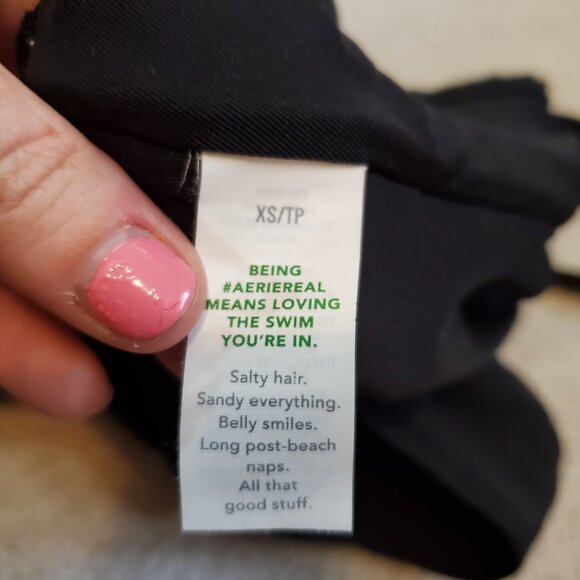 XS/TP
BEING
#AERIEREAL
MEANS LOVING
THE SWIM
YOU'RE IN.
Salty hair.
Sandy everything.
Belly smiles.
Long post-beach
naps.
All that
good stuff.